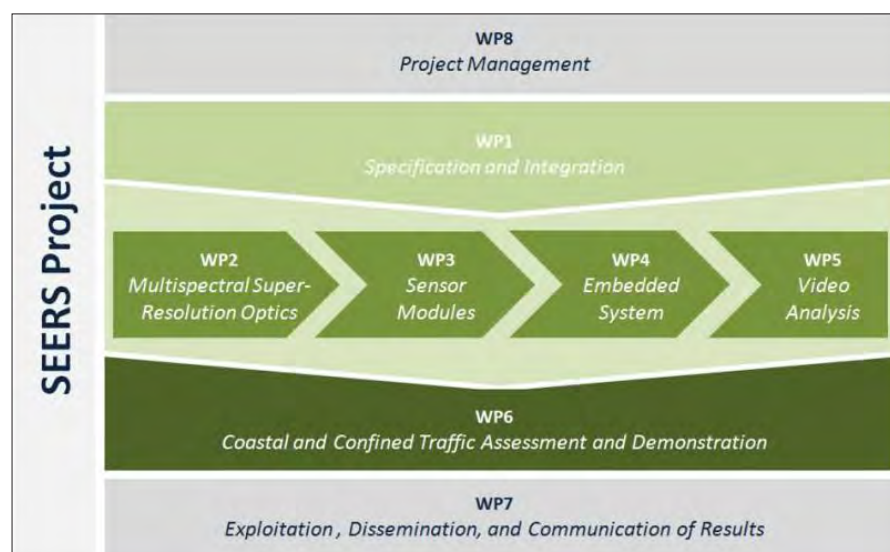 SEERS Project
WP8
Project Management
WP1
Specification and Integration
WP2
Multispectral Super-
Resolution Optics
WP3
Sensor
Modules
WP4
Embedded
System
WP5
Video
Analysis
WP6
Coastal and Confined Traffic Assessment and Demonstration
WP7
Exploitation , Dissemination, and Communication of Results